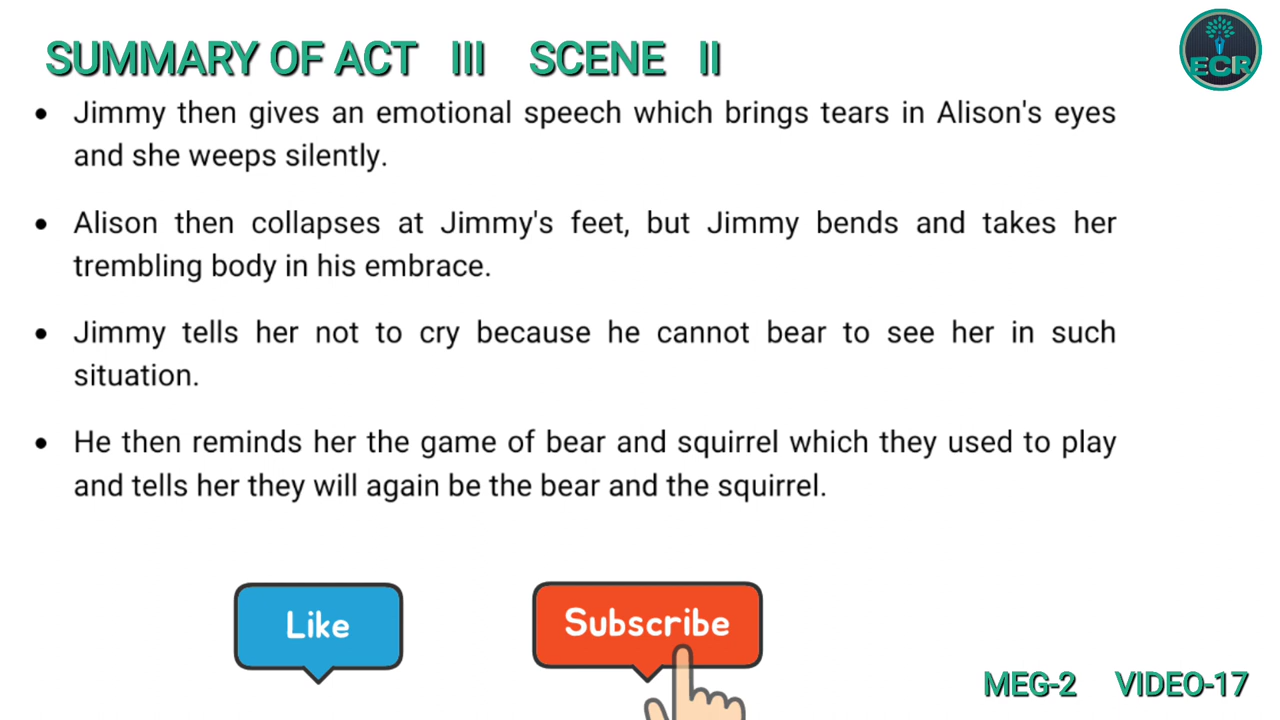 SUMMARY OF ACT III SCENE II
ECR
• Jimmy then gives an emotional speech which brings tears in Alison's eyes
and she weeps silently.
• Alison then collapses at Jimmy's feet, but Jimmy bends and takes her
trembling body in his embrace.
• Jimmy tells her not to cry because he cannot bear to see her in such
situation.
• He then reminds her the game of bear and squirrel which they used to play
and tells her they will again be the bear and the squirrel.
Like
Subscribe
MEG-2 VIDEO-17